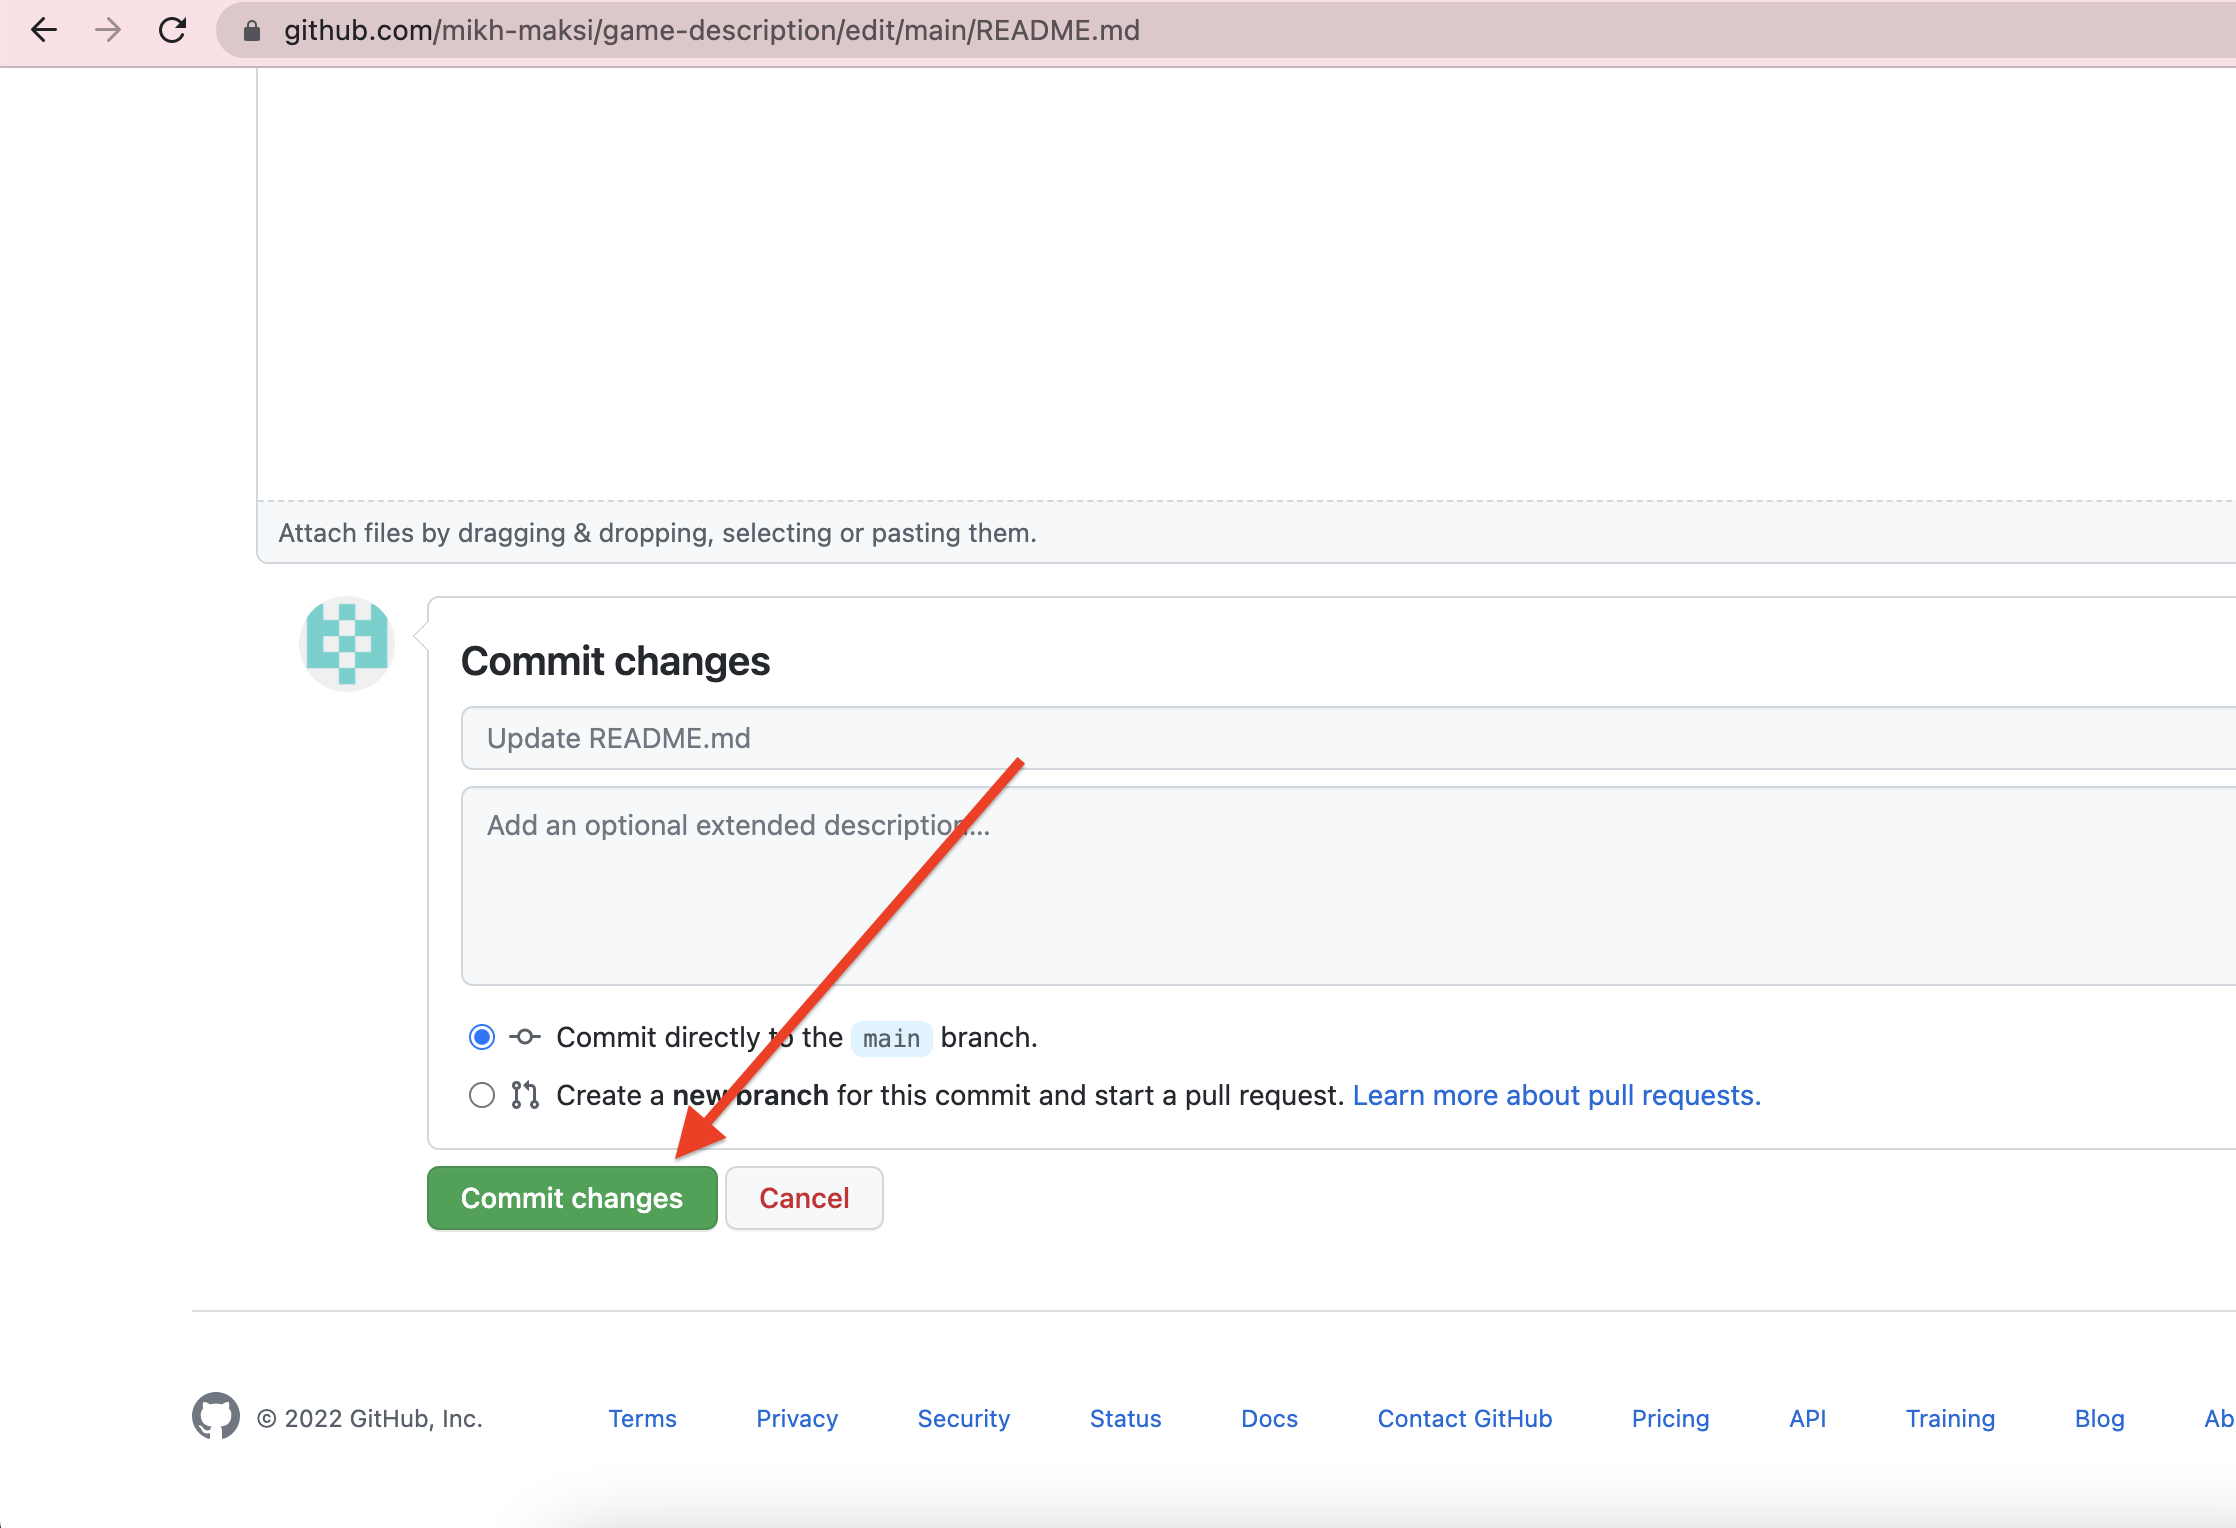 github.com/mikh-maksi/game-description/edit/main/README.md
Attach files by dragging & dropping, selecting or pasting them.
Commit changes
Update README.md
Add an optional extended description...
Commit directly to the main branch.
Create a new branch for this commit and start a pull request. Learn more about pull requests.
Commit changes Cancel
© 2022 GitHub, Inc. Terms Privacy Security Status Docs Contact GitHub Pricing API Training Blog Ab